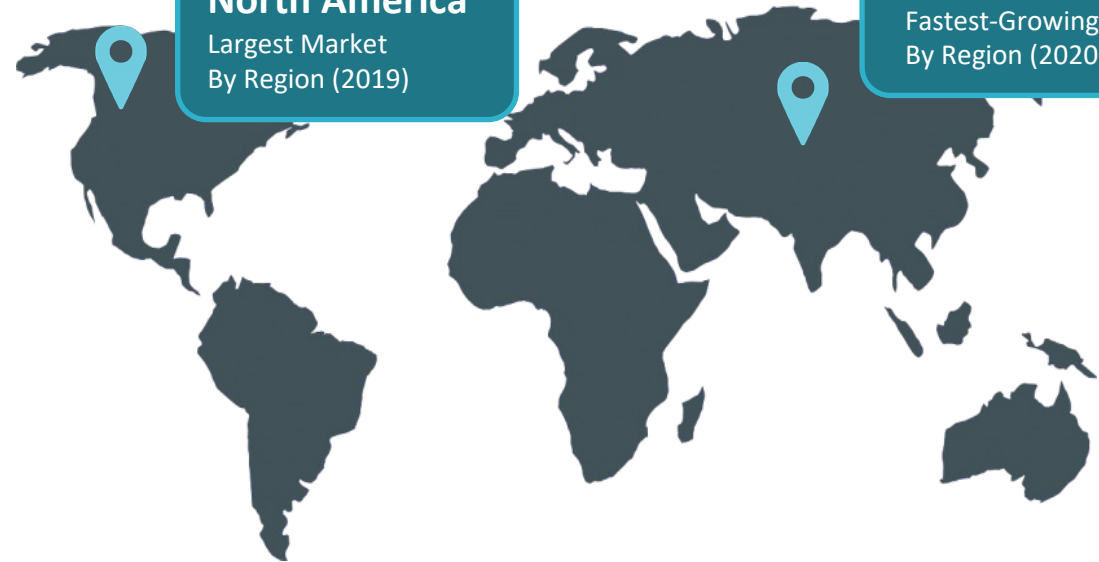 North America
Largest Market
By Region (2019)
Fastest-Growing
By Region (2020